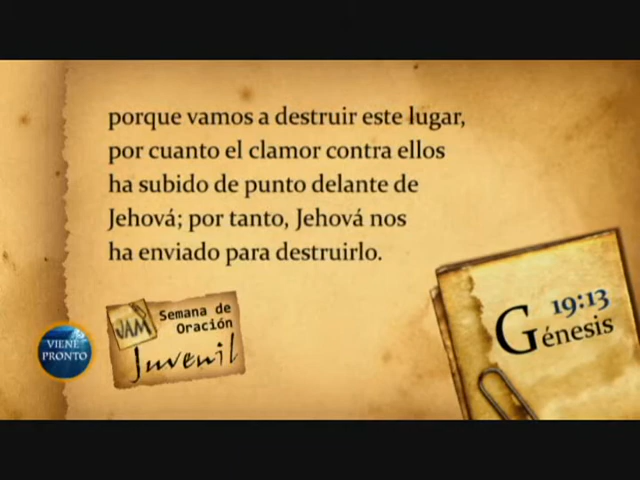 porque vamos a destruir este lugar,
por cuanto el clamor contra ellos
ha subido de punto delante de
Jehová; por tanto, Jehová nos
ha enviado para destruirlo.
JAM
Semana de
Oración
Juvenil
VIENE
PRONTO
19:13
Génesis